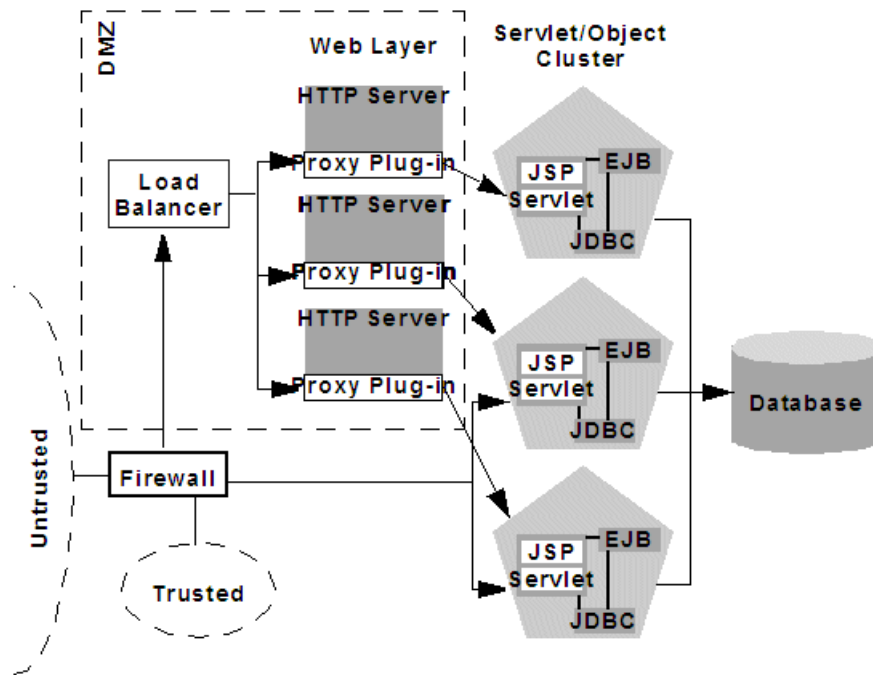 DMZ
Web Layer
Servlet/Object
Cluster
HTTP Server
Proxy Plug-in
HTTP Server
Proxy Plug-in
HTTP Server
Proxy Plug-in
Load
Balancer
JSP
Servlet
EJB
JDBC
JSP
Servlet
EJB
JDBC
JSP
Servlet
EJB
JDBC
Database
Untrusted
Firewall
Trusted